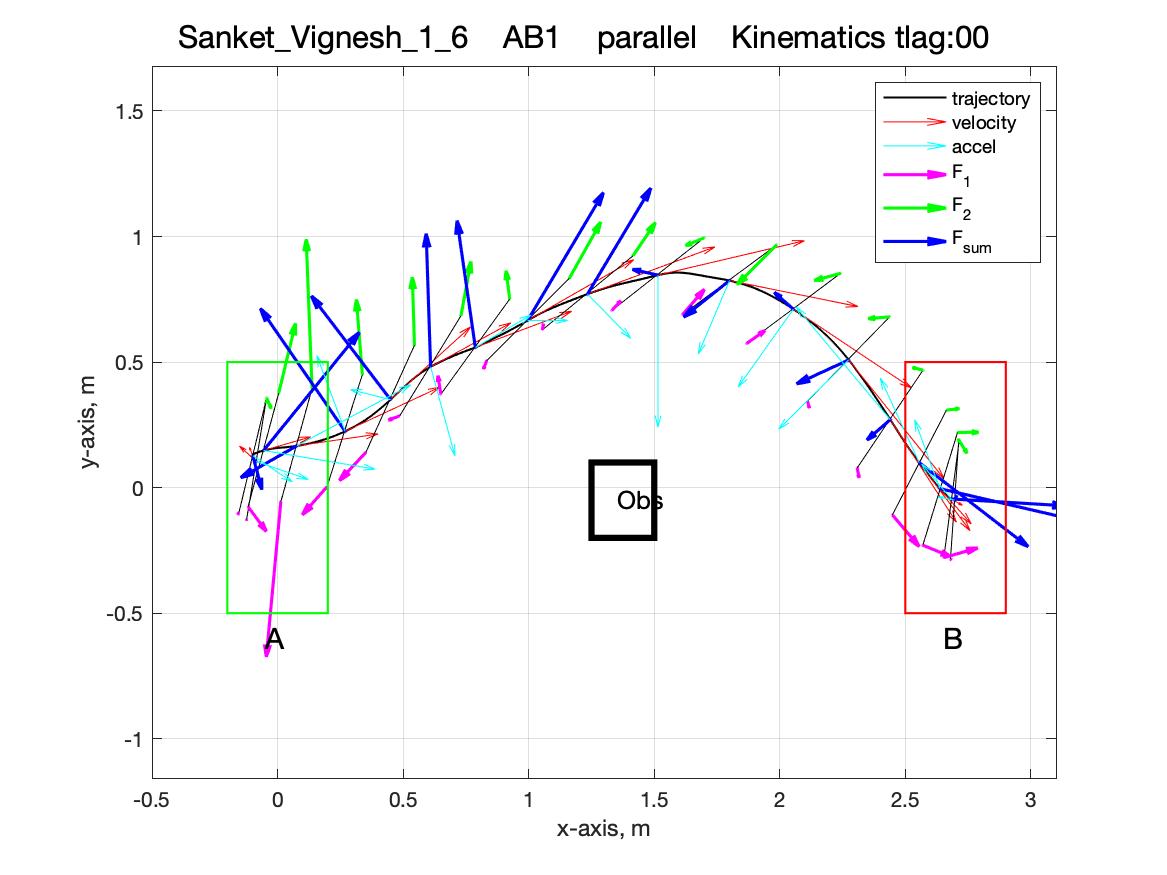 Sanket_Vignesh_1_6 AB1 parallel Kinematics tlag:00
trajectory
velocity
accel
F1
F2
Fsum
1.5
1
0.5
0
-0.5
-1
y-axis, m
Obs
A
B
-0.5 0 0.5 1 1.5 2 2.5 3
x-axis, m